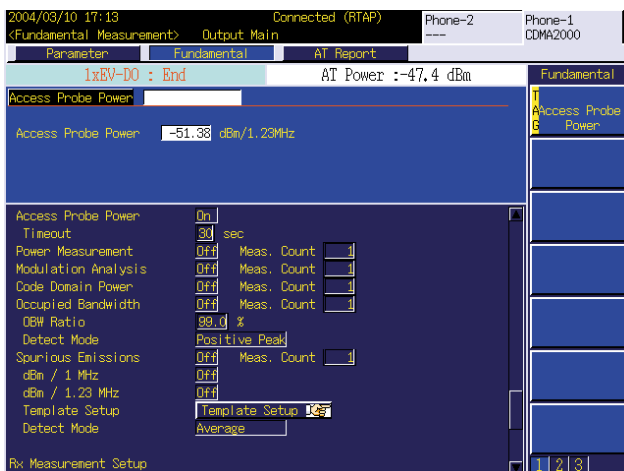 2004/03/10 17:13 Connected (RTAP) Phone-2 Phone-1
<Fundamental Measurement> Output Main --- CDMA2000
Parameter Fundamental AT Report
1xEV-DO : End AT Power :-47.4 dBm Fundamental
Access Probe Power
TAG Access Probe Power
Access Probe Power -51.38 dBm/1.23MHz
Access Probe Power On
Timeout 30 sec
Power Measurement Off Meas. Count 1
Modulation Analysis Off Meas. Count 1
Code Domain Power Off Meas. Count 1
Occupied Bandwidth Off Meas. Count 1
OBW Ratio 99.0 %
Detect Mode Positive Peak
Spurious Emissions Off Meas. Count 1
dBm / 1 MHz Off
dBm / 1.23 MHz Off
Template Setup Template Setup
Detect Mode Average
Rx Measurement Setup
1 2 3